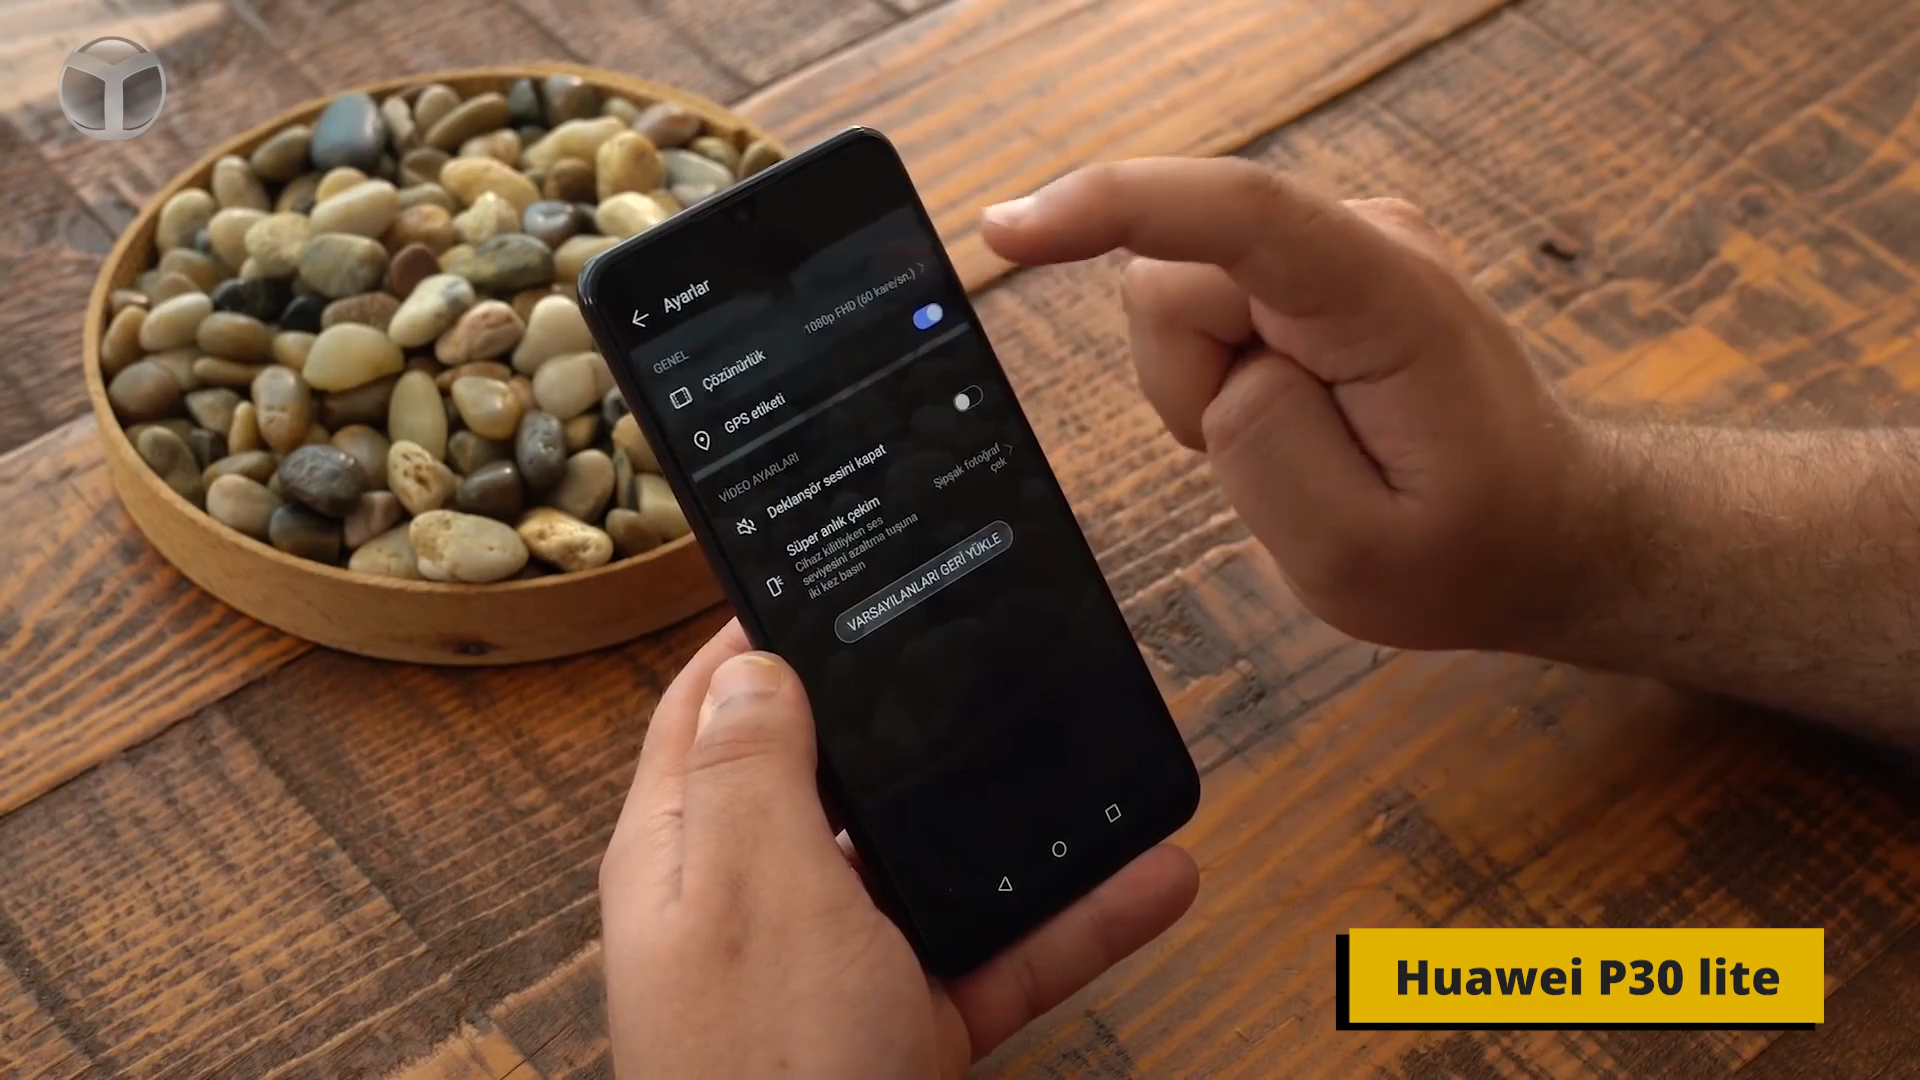 Ayarlar
GENEL
Çözünürlük
1080p FHD (60 kare/sn.)
GPS etiketi
VİDEO AYARLARI
Deklanşör sesini kapat
Süper anlık çekim
Cihaz kilitliyken ses
seviyesini azaltma tuşuna
iki kez basın
Şipşak fotoğraf
çek
VARSAYILANLARI GERİ YÜKLE
Huawei P30 lite